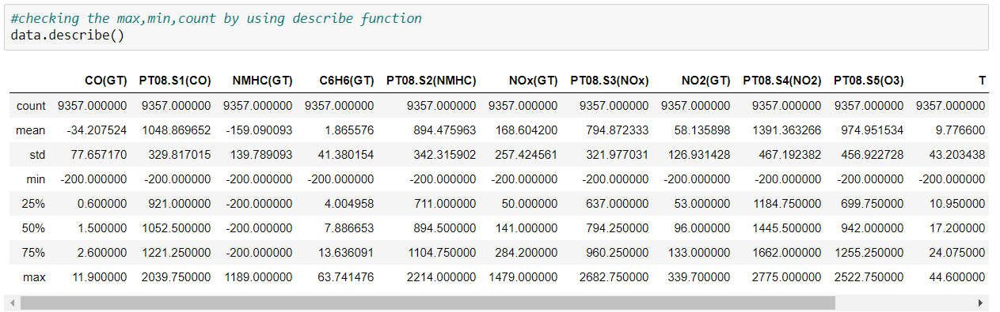 #checking the max,min,count by using describe function
data.describe()
CO(GT) PT08.S1(CO) NMHC(GT) C6H6(GT) PT08.S2(NMHC) NOx(GT) PT08.S3(NOx) NO2(GT) PT08.S4(NO2) PT08.S5(O3) T
count 9357.000000 9357.000000 9357.000000 9357.000000 9357.000000 9357.000000 9357.000000 9357.000000 9357.000000 9357.000000 9357.000000
mean -34.207524 1048.869652 -159.090093 1.865576 894.475963 168.604200 794.872333 58.135898 1391.363266 974.951534 9.776600
std 77.657170 329.817015 139.789093 41.380154 342.315902 257.424561 321.977031 126.931428 467.192382 456.922728 43.203438
min -200.000000 -200.000000 -200.000000 -200.000000 -200.000000 -200.000000 -200.000000 -200.000000 -200.000000 -200.000000 -200.000000
25% 0.600000 921.000000 -200.000000 4.004958 711.000000 50.000000 637.000000 53.000000 1184.750000 699.750000 10.950000
50% 1.500000 1052.500000 -200.000000 7.886653 894.500000 141.000000 794.250000 96.000000 1445.500000 942.000000 17.200000
75% 2.600000 1221.250000 -200.000000 13.636091 1104.750000 284.200000 960.250000 133.000000 1662.000000 1255.250000 24.075000
max 11.900000 2039.750000 1189.000000 63.741476 2214.000000 1479.000000 2682.750000 339.700000 2775.000000 2522.750000 44.600000